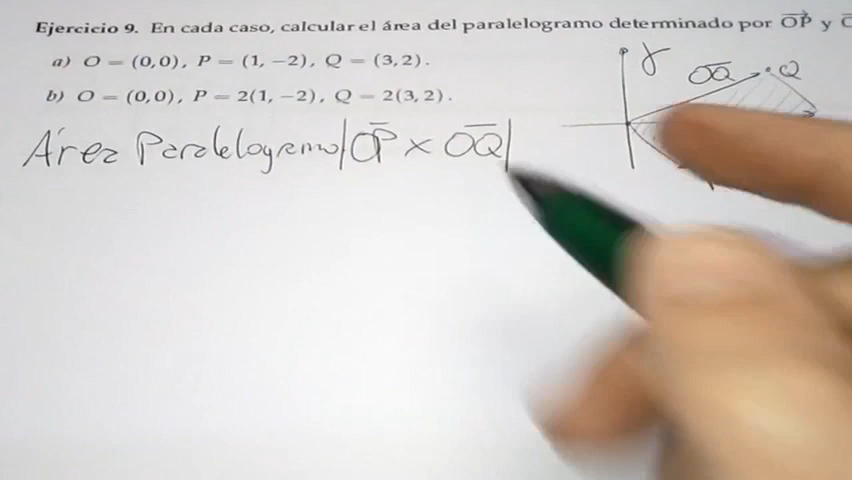 Ejercicio 9. En cada caso, calcular el área del paralelogramo determinado por OP y
a) O = (0,0), P = (1, −2), Q = (3, 2).
b) O = (0,0), P = 2(1, −2), Q = 2(3, 2).
Área Paralelogramo |OP × OQ|
OQ
Q